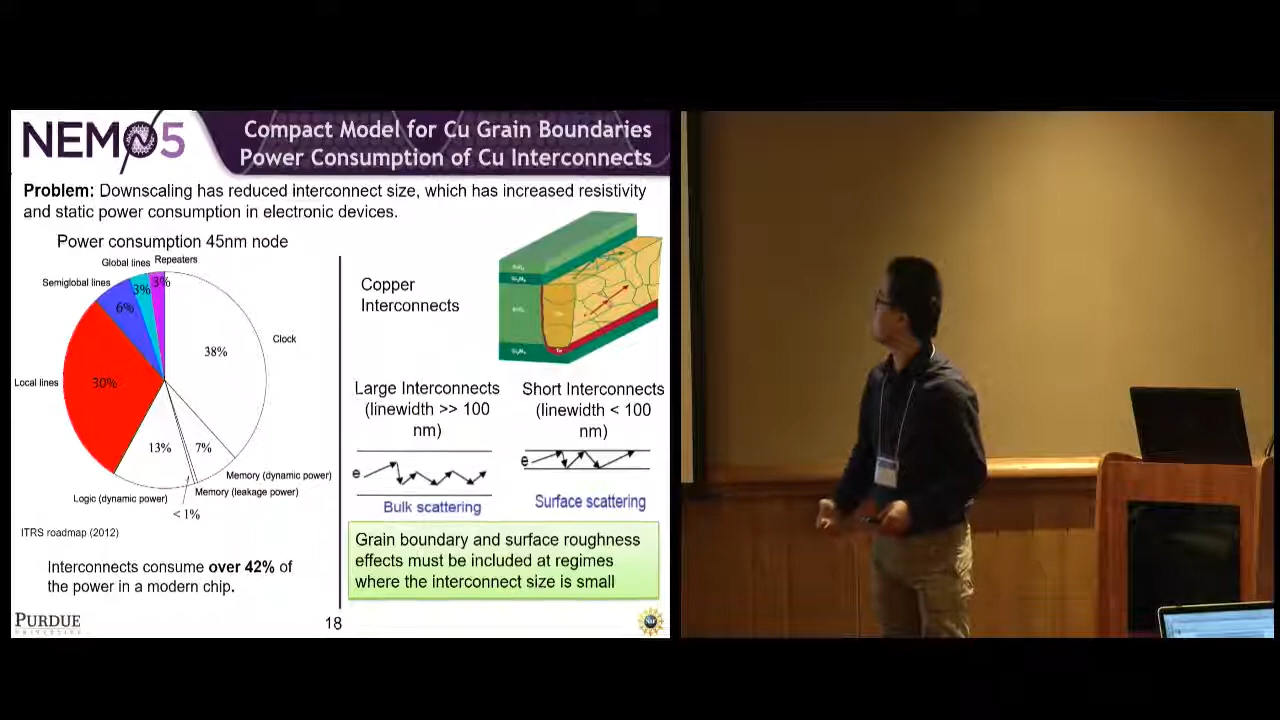 NEMO5
Compact Model for Cu Grain Boundaries
Power Consumption of Cu Interconnects
Problem: Downscaling has reduced interconnect size, which has increased resistivity
and static power consumption in electronic devices.
Power consumption 45nm node
Global lines
Repeaters
Semiglobal lines
3%
3%
6%
38%
Clock
Local lines
30%
13%
7%
Memory (dynamic power)
Memory (leakage power)
Logic (dynamic power)
< 1%
ITRS roadmap (2012)
Interconnects consume over 42% of
the power in a modern chip.
Copper
Interconnects
Large Interconnects
(linewidth >> 100
nm)
e
Bulk scattering
Short Interconnects
(linewidth < 100
nm)
e
Surface scattering
Grain boundary and surface roughness
effects must be included at regimes
where the interconnect size is small
PURDUE
UNIVERSITY
18